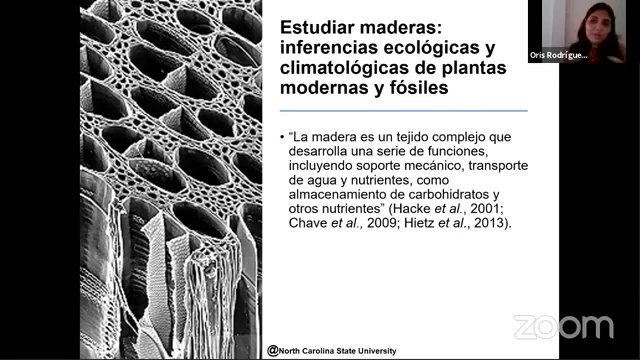 Estudiar maderas:
inferencias ecológicas y
climatológicas de plantas
modernas y fósiles
• “La madera es un tejido complejo que
desarrolla una serie de funciones,
incluyendo soporte mecánico, transporte
de agua y nutrientes, como
almacenamiento de carbohidratos y
otros nutrientes” (Hacke et al., 2001;
Chave et al., 2009; Hietz et al., 2013).
@North Carolina State University
Oris Rodrígue...
zoom